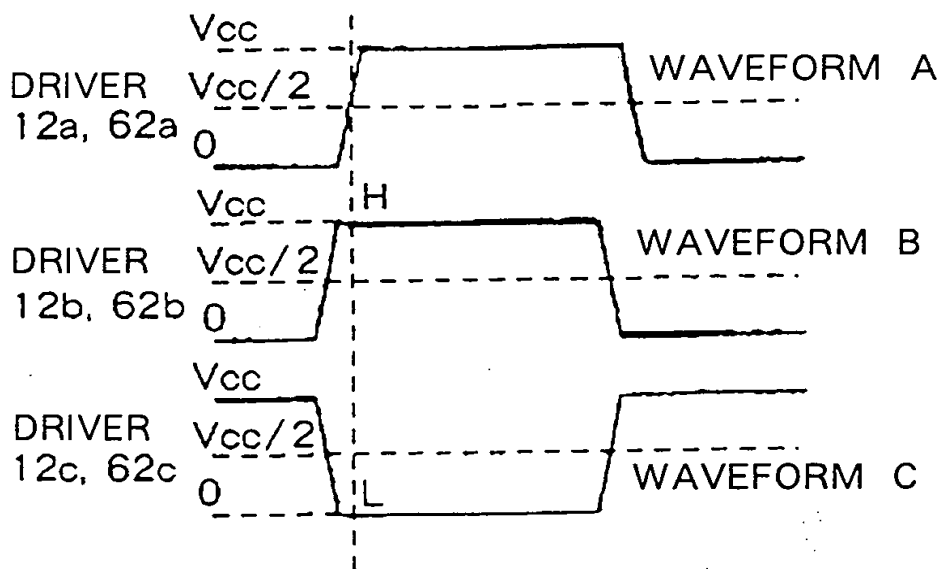 Vcc
WAVEFORM A
DRIVER
12a, 62a
Vcc/2
0
H
Vcc
WAVEFORM B
DRIVER
12b, 62b
Vcc/2
0
Vcc
DRIVER
12c, 62c
Vcc/2
0
L
WAVEFORM C